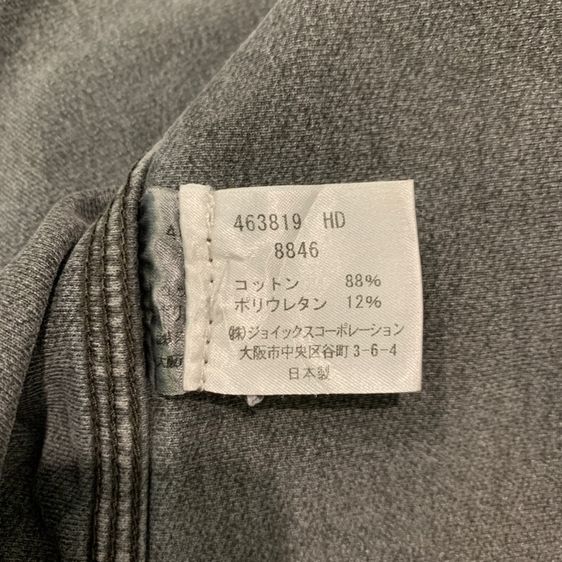 463819 HD
8846
コットン 88%
ポリウレタン 12%
㈱ジョイックスコーポレーション
大阪市中央区谷町3-6-4
日本製